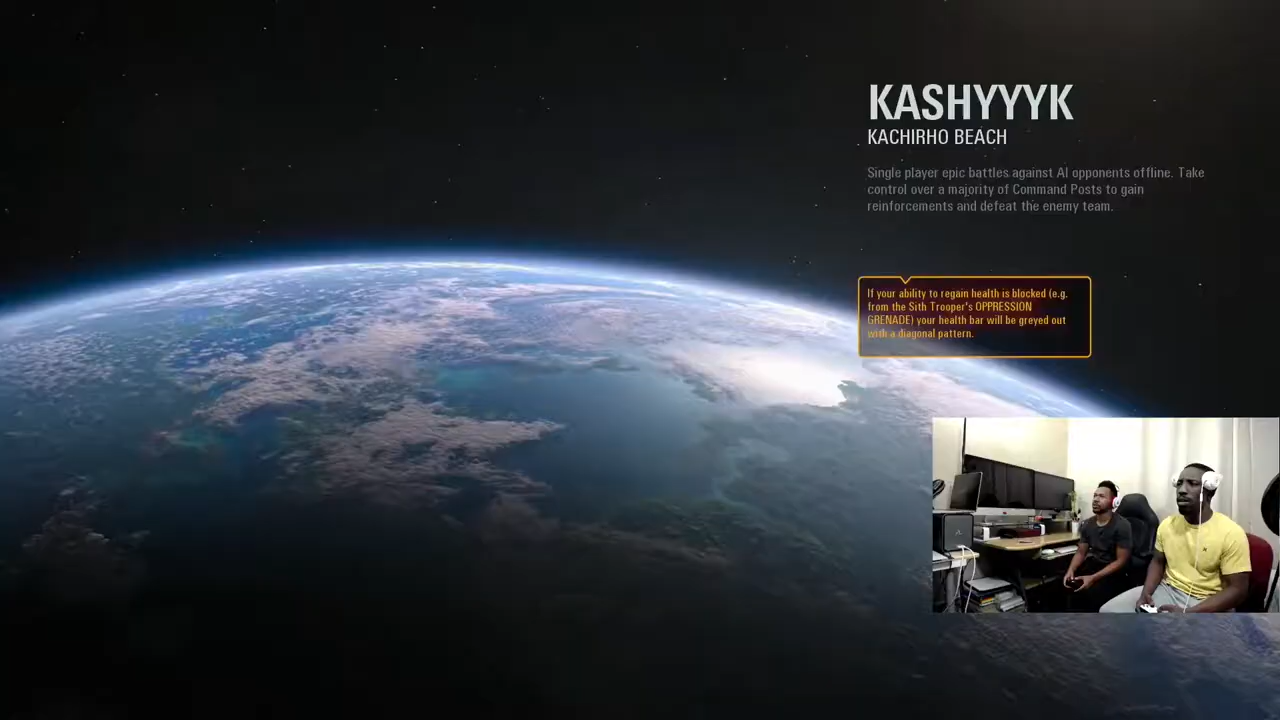 KASHYYYK
KACHIRHO BEACH
Single player epic battles against AI opponents offline. Take
control over a majority of Command Posts to gain
reinforcements and defeat the enemy team.
If your ability to regain health is blocked (e.g.
from the Sith Trooper's OPPRESSION
GRENADE) your health bar will be greyed out
with a diagonal pattern.